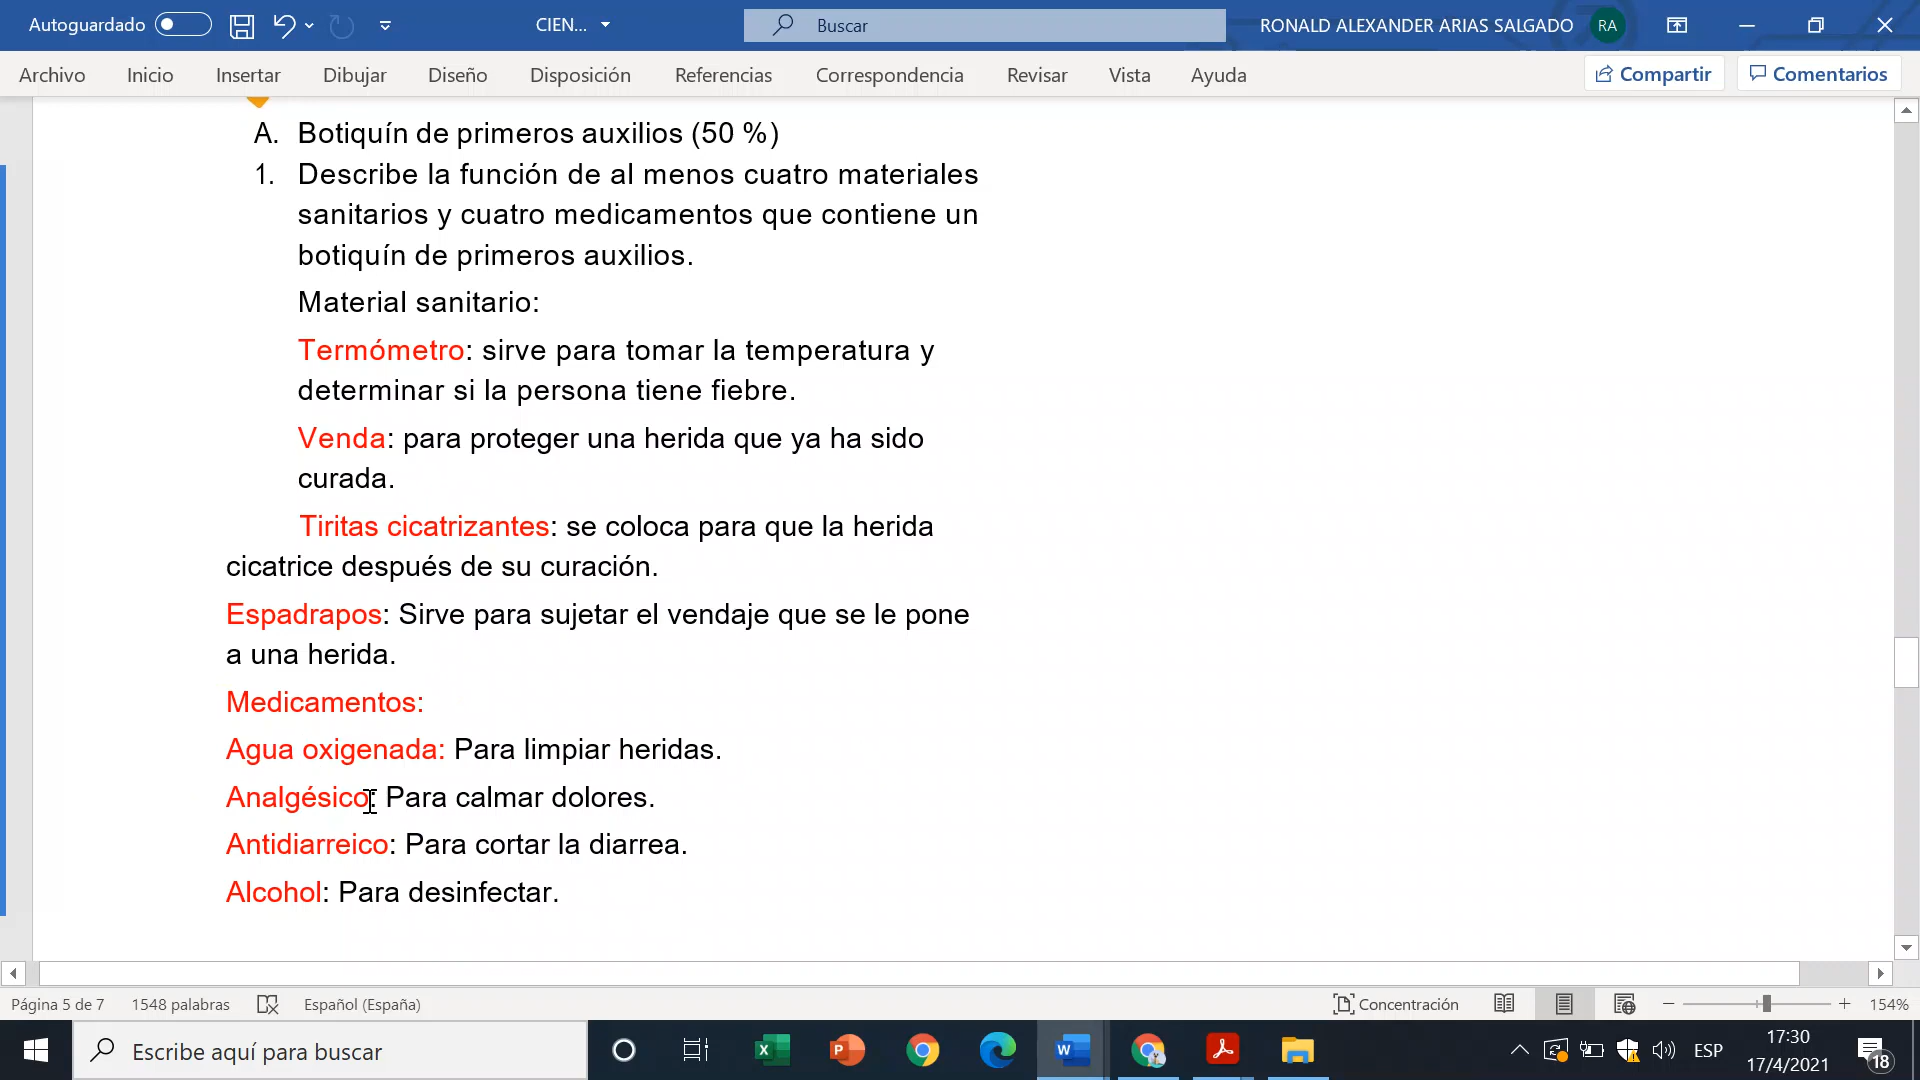 Autoguardado
CIEN...
Buscar
RONALD ALEXANDER ARIAS SALGADO
RA
Archivo Inicio Insertar Dibujar Diseño Disposición Referencias Correspondencia Revisar Vista Ayuda
Compartir
Comentarios
A. Botiquín de primeros auxilios (50 %)
1. Describe la función de al menos cuatro materiales
sanitarios y cuatro medicamentos que contiene un
botiquín de primeros auxilios.
Material sanitario:
Termómetro: sirve para tomar la temperatura y
determinar si la persona tiene fiebre.
Venda: para proteger una herida que ya ha sido
curada.
Tiritas cicatrizantes: se coloca para que la herida
cicatrice después de su curación.
Espadrapos: Sirve para sujetar el vendaje que se le pone
a una herida.
Medicamentos:
Agua oxigenada: Para limpiar heridas.
Analgésico: Para calmar dolores.
Antidiarreico: Para cortar la diarrea.
Alcohol: Para desinfectar.
Página 5 de 7 1548 palabras Español (España) Concentración 154%
Escribe aquí para buscar
ESP
17:30
17/4/2021
18